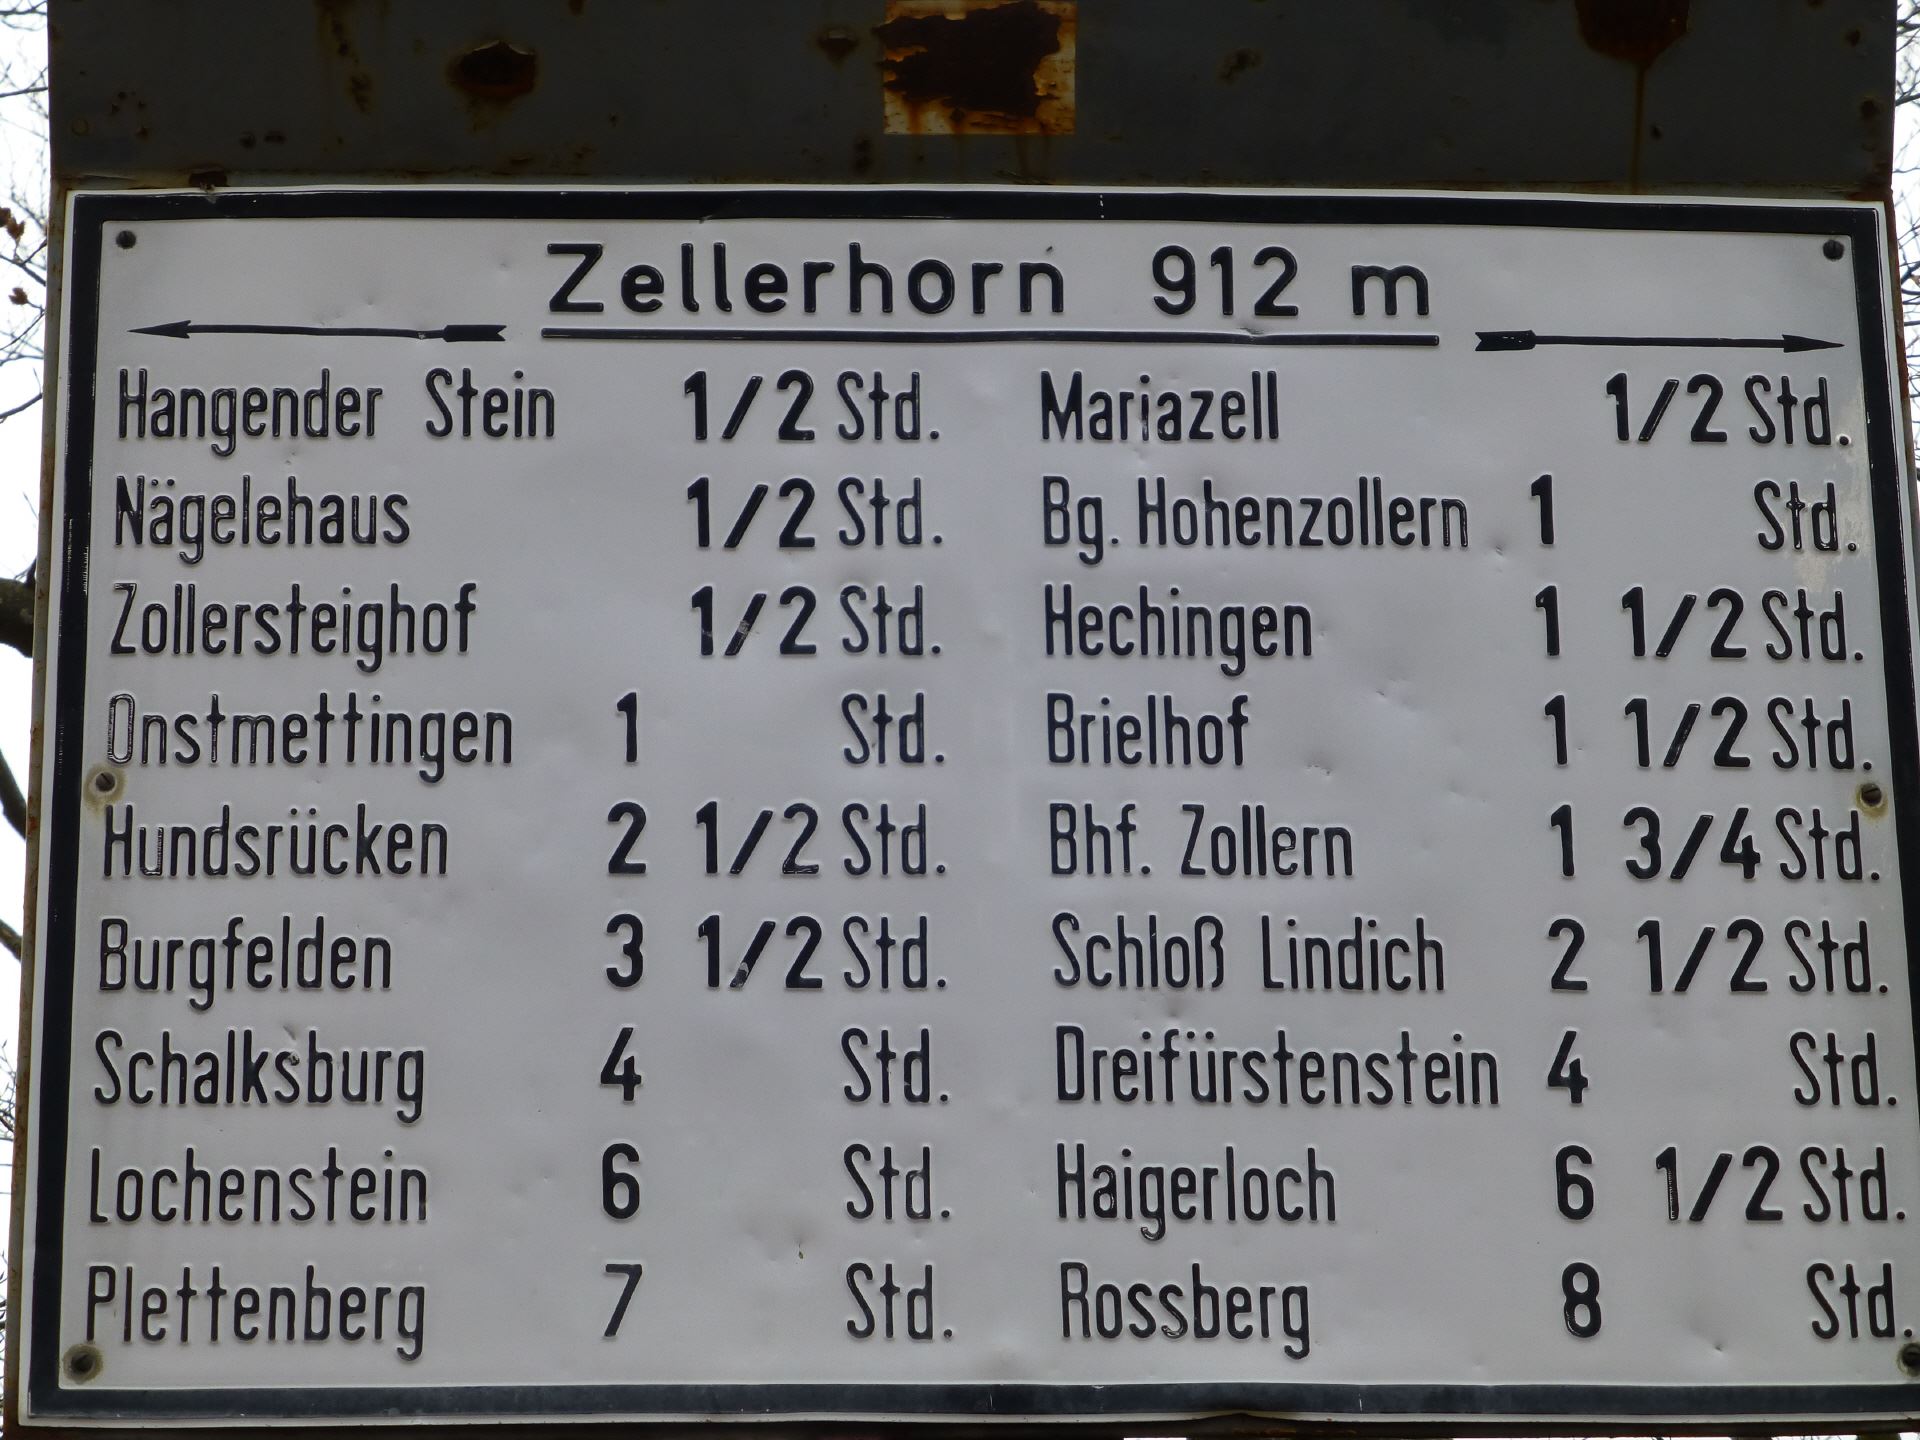 Zellerhorn 912 m
Hangender Stein 1/2 Std.
Nägelehaus 1/2 Std.
Zollersteighof 1/2 Std.
Onstmettingen 1 Std.
Hundsrücken 2 1/2 Std.
Burgfelden 3 1/2 Std.
Schalksburg 4 Std.
Lochenstein 6 Std.
Plettenberg 7 Std.
Mariazell 1/2 Std.
Bg. Hohenzollern 1 Std.
Hechingen 1 1/2 Std.
Brielhof 1 1/2 Std.
Bhf. Zollern 1 3/4 Std.
Schloß Lindich 2 1/2 Std.
Dreifürstenstein 4 Std.
Haigerloch 6 1/2 Std.
Rossberg 8 Std.